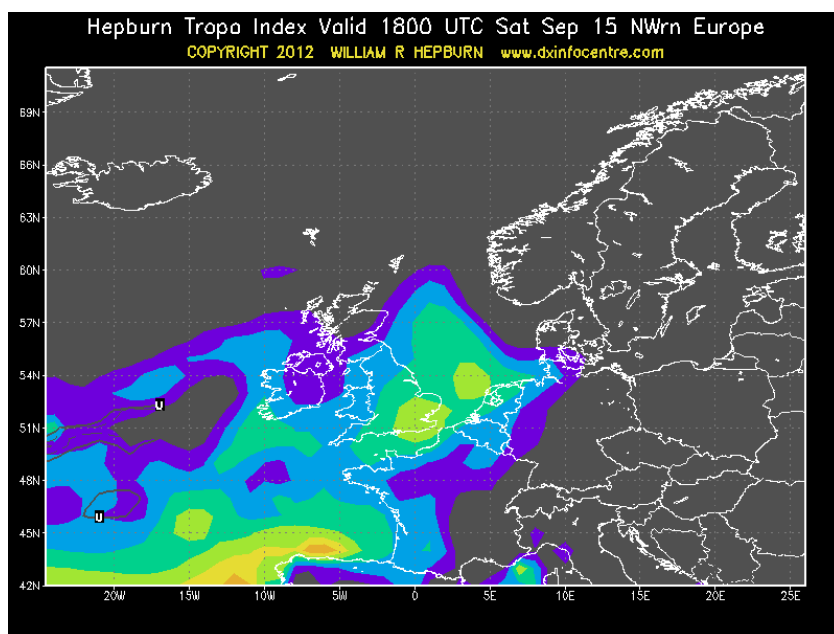 Hepburn Tropo Index Valid 1800 UTC Sat Sep 15 NWrn Europe
COPYRIGHT 2012 WILLIAM R HEPBURN www.dxinfocentre.com
69N
66N
63N
60N
57N
54N
U
51N
48N
U
45N
42N
20W 15W 10W 5W 0 5E 10E 15E 20E 25E